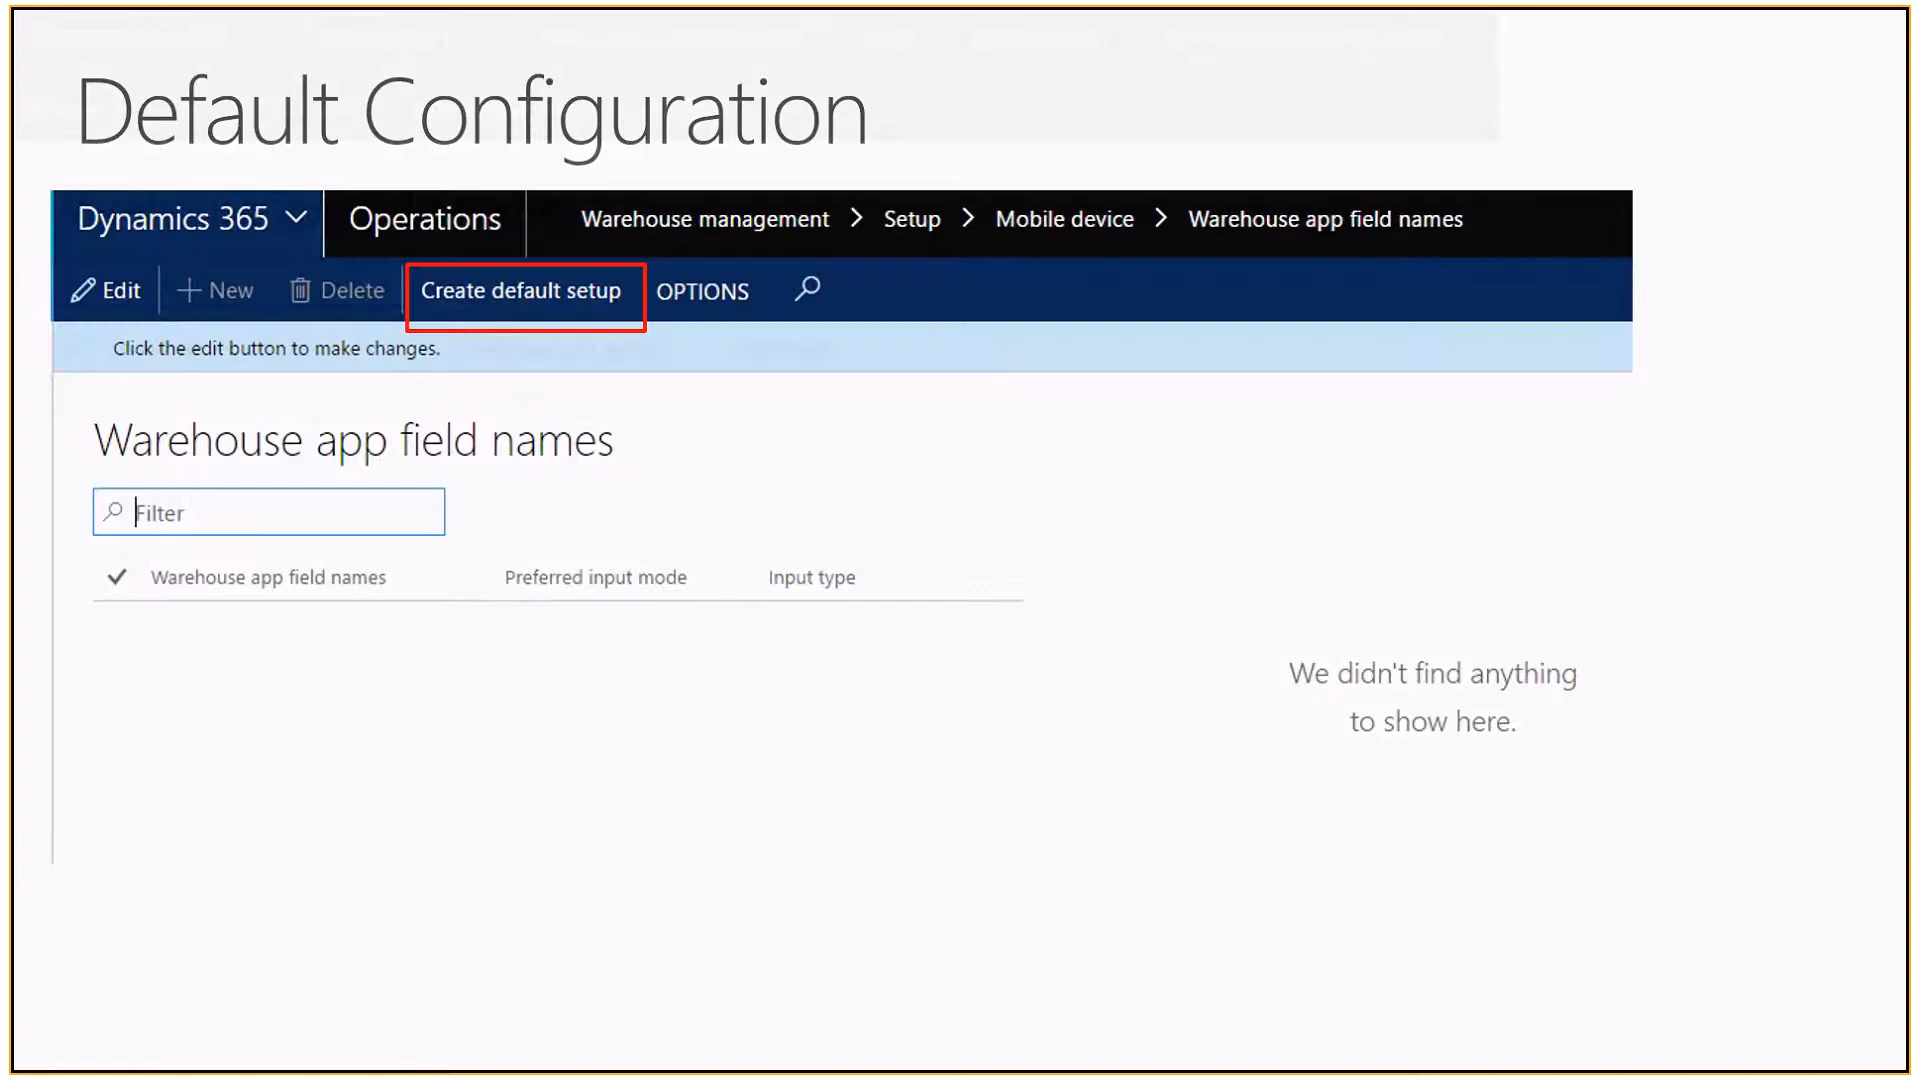 Default Configuration
Dynamics 365 Operations Warehouse management > Setup > Mobile device > Warehouse app field names
Edit + New Delete Create default setup OPTIONS
Click the edit button to make changes.
Warehouse app field names
Filter
Warehouse app field names Preferred input mode Input type
We didn't find anything
to show here.